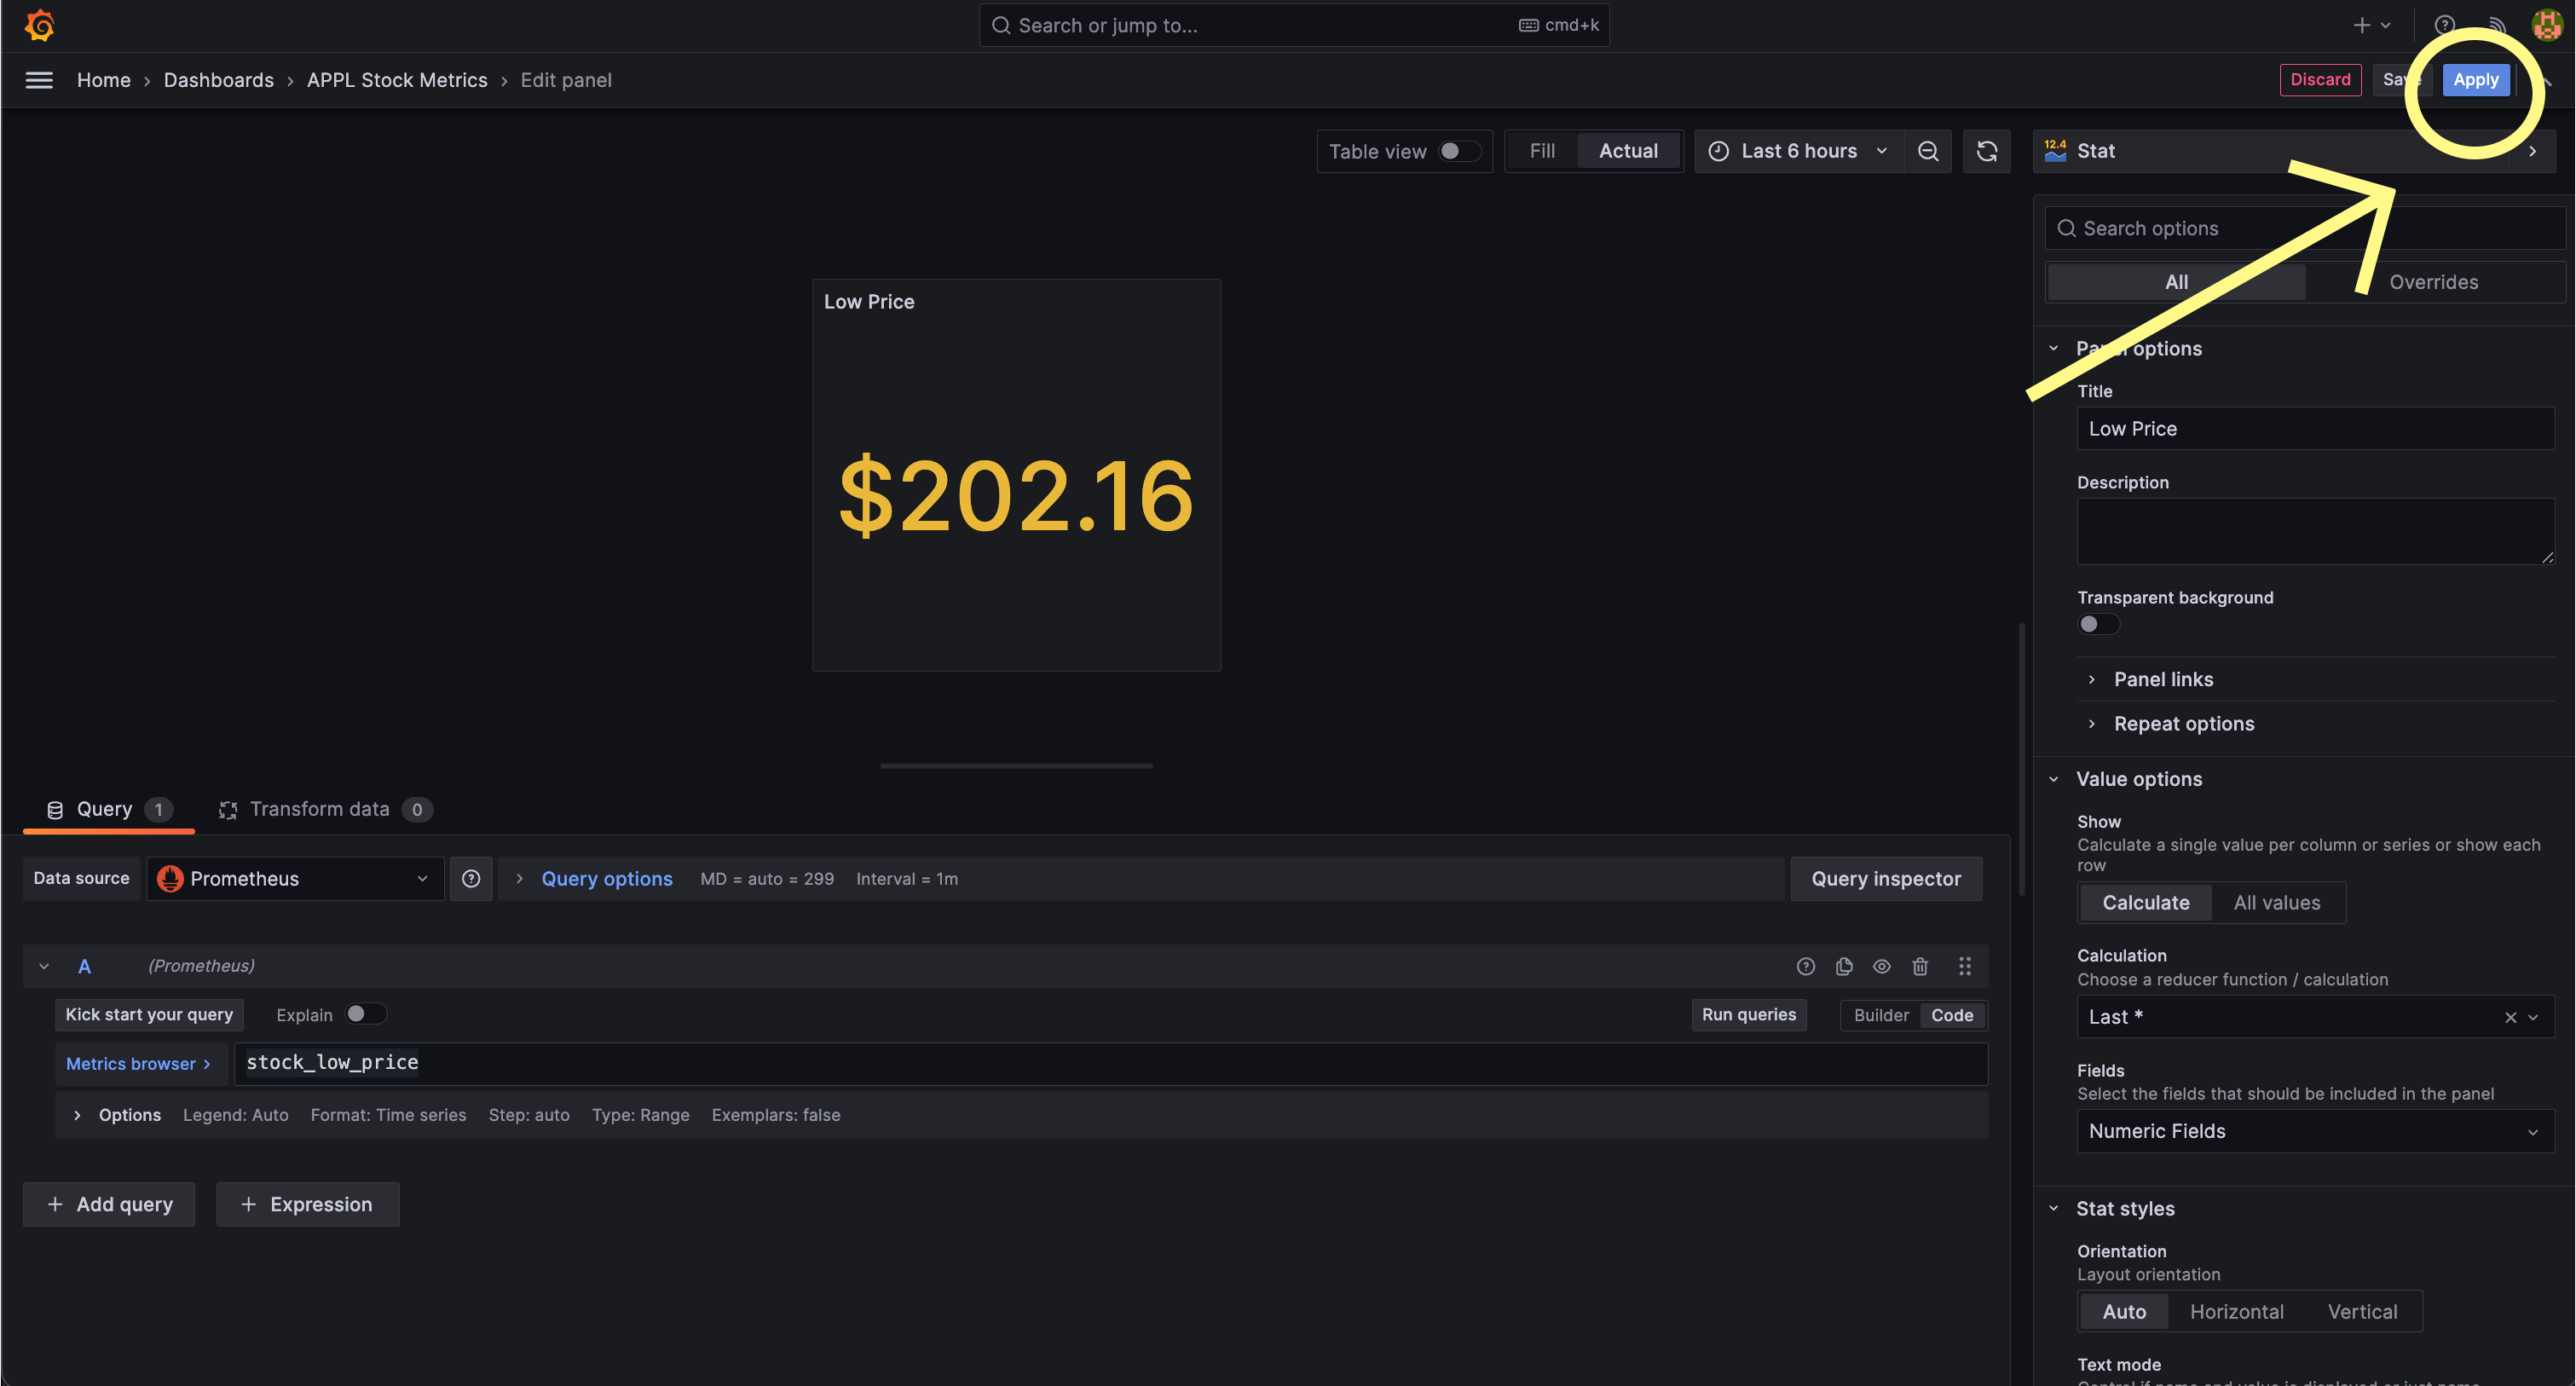 Search or jump to...
cmd+k
Home › Dashboards › APPL Stock Metrics › Edit panel
Discard
Save
Apply
Table view
Fill
Actual
Last 6 hours
12.4
Stat
Search options
All
Overrides
Low Price
$202.16
Panel options
Title
Low Price
Description
Transparent background
Panel links
Repeat options
Value options
Show
Calculate a single value per column or series or show each
row
Calculate
All values
Calculation
Choose a reducer function / calculation
Last *
Fields
Select the fields that should be included in the panel
Numeric Fields
Stat styles
Orientation
Layout orientation
Auto
Horizontal
Vertical
Text mode
Query 1
Transform data 0
Data source
Prometheus
Query options
MD = auto = 299
Interval = 1m
Query inspector
A
(Prometheus)
Kick start your query
Explain
Run queries
Builder
Code
Metrics browser ›
stock_low_price
Options
Legend: Auto
Format: Time series
Step: auto
Type: Range
Exemplars: false
+ Add query
+ Expression